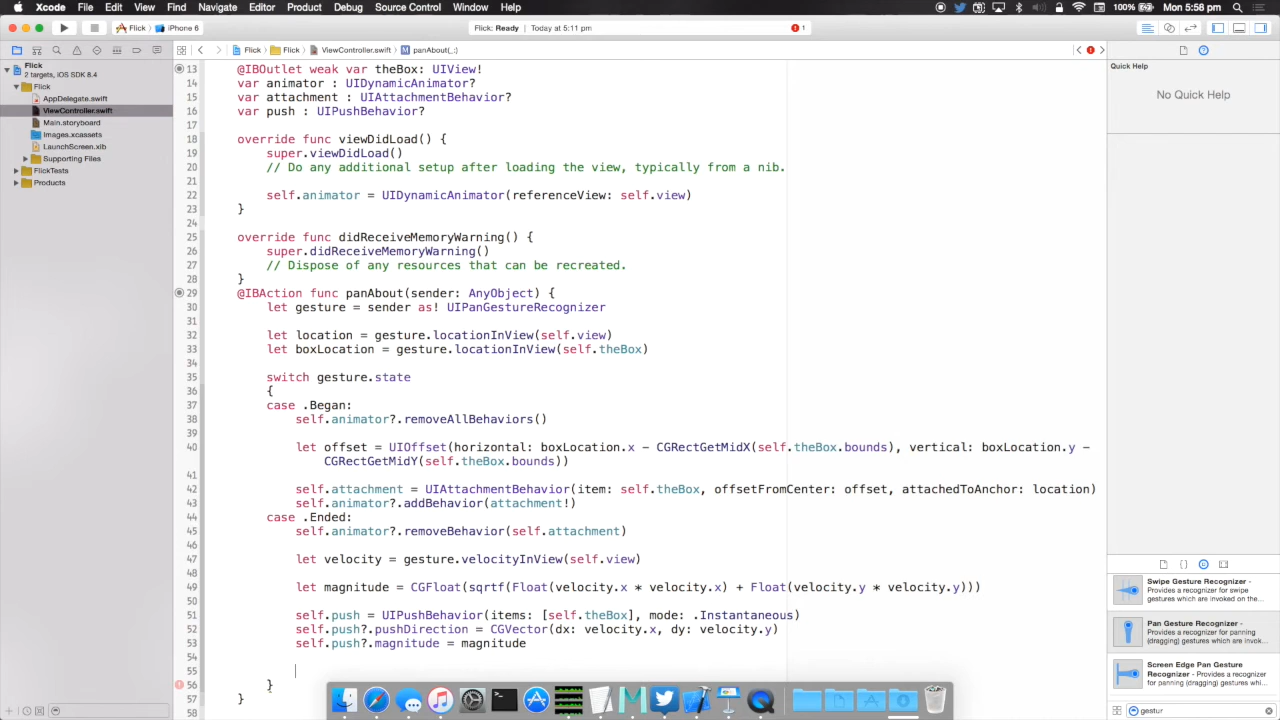 Xcode File Edit View Find Navigate Editor Product Debug Source Control Window Help
100% Mon 5:58 pm
Flick iPhone 6
Flick: Ready Today at 5:11 pm
1
Flick Flick ViewController.swift M panAbout(_:)
Flick
2 targets, iOS SDK 8.4
Flick
AppDelegate.swift
ViewController.swift
Main.storyboard
Images.xcassets
LaunchScreen.xib
Supporting Files
FlickTests
Products
13 @IBOutlet weak var theBox: UIView!
14 var animator : UIDynamicAnimator?
15 var attachment : UIAttachmentBehavior?
16 var push : UIPushBehavior?
17
18 override func viewDidLoad() {
19 super.viewDidLoad()
20 // Do any additional setup after loading the view, typically from a nib.
21
22 self.animator = UIDynamicAnimator(referenceView: self.view)
23 }
24
25 override func didReceiveMemoryWarning() {
26 super.didReceiveMemoryWarning()
27 // Dispose of any resources that can be recreated.
28 }
29 @IBAction func panAbout(sender: AnyObject) {
30 let gesture = sender as! UIPanGestureRecognizer
31
32 let location = gesture.locationInView(self.view)
33 let boxLocation = gesture.locationInView(self.theBox)
34
35 switch gesture.state
36 {
37 case .Began:
38 self.animator?.removeAllBehaviors()
39
40 let offset = UIOffset(horizontal: boxLocation.x - CGRectGetMidX(self.theBox.bounds), vertical: boxLocation.y -
CGRectGetMidY(self.theBox.bounds))
41
42 self.attachment = UIAttachmentBehavior(item: self.theBox, offsetFromCenter: offset, attachedToAnchor: location)
43 self.animator?.addBehavior(attachment!)
44 case .Ended:
45 self.animator?.removeBehavior(self.attachment)
46
47 let velocity = gesture.velocityInView(self.view)
48
49 let magnitude = CGFloat(sqrtf(Float(velocity.x * velocity.x) + Float(velocity.y * velocity.y)))
50
51 self.push = UIPushBehavior(items: [self.theBox], mode: .Instantaneous)
52 self.push?.pushDirection = CGVector(dx: velocity.x, dy: velocity.y)
53 self.push?.magnitude = magnitude
54
55
56 }
57 }
58
Quick Help
No Quick Help
Swipe Gesture Recognizer -
Provides a recognizer for swipe
gestures which are invoked on the...
Pan Gesture Recognizer -
Provides a recognizer for panning
(dragging) gestures which are invok...
Screen Edge Pan Gesture
Recognizer - Provides a recognizer
for panning (dragging) gestures whi...
gestur